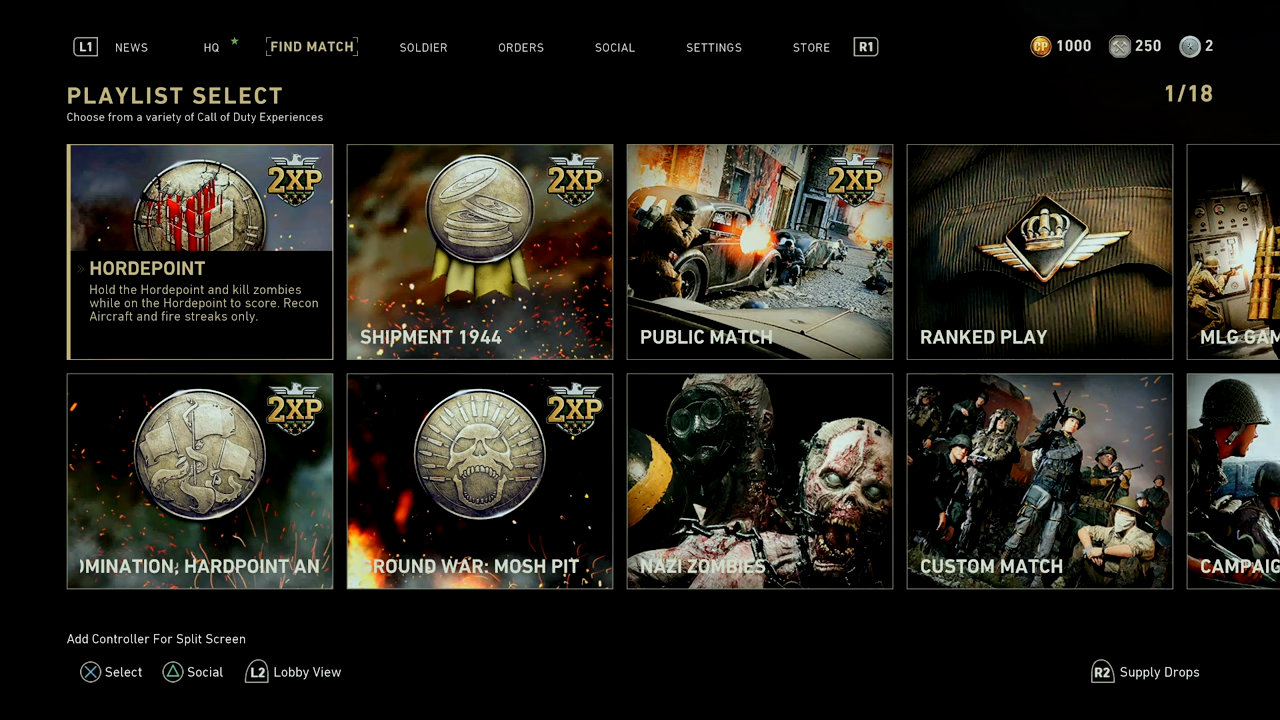 L1 NEWS HQ FIND MATCH SOLDIER ORDERS SOCIAL SETTINGS STORE R1 CP 1000 250 2
PLAYLIST SELECT 1/18
Choose from a variety of Call of Duty Experiences
2XP
HORDEPOINT
Hold the Hordepoint and kill zombies
while on the Hordepoint to score. Recon
Aircraft and fire streaks only.
2XP
SHIPMENT 1944
2XP
PUBLIC MATCH
RANKED PLAY
MLG GAM
2XP
OMINATION, HARDPOINT AN
2XP
GROUND WAR: MOSH PIT
NAZI ZOMBIES
CUSTOM MATCH
CAMPAIG
Add Controller For Split Screen
Select Social L2 Lobby View R2 Supply Drops